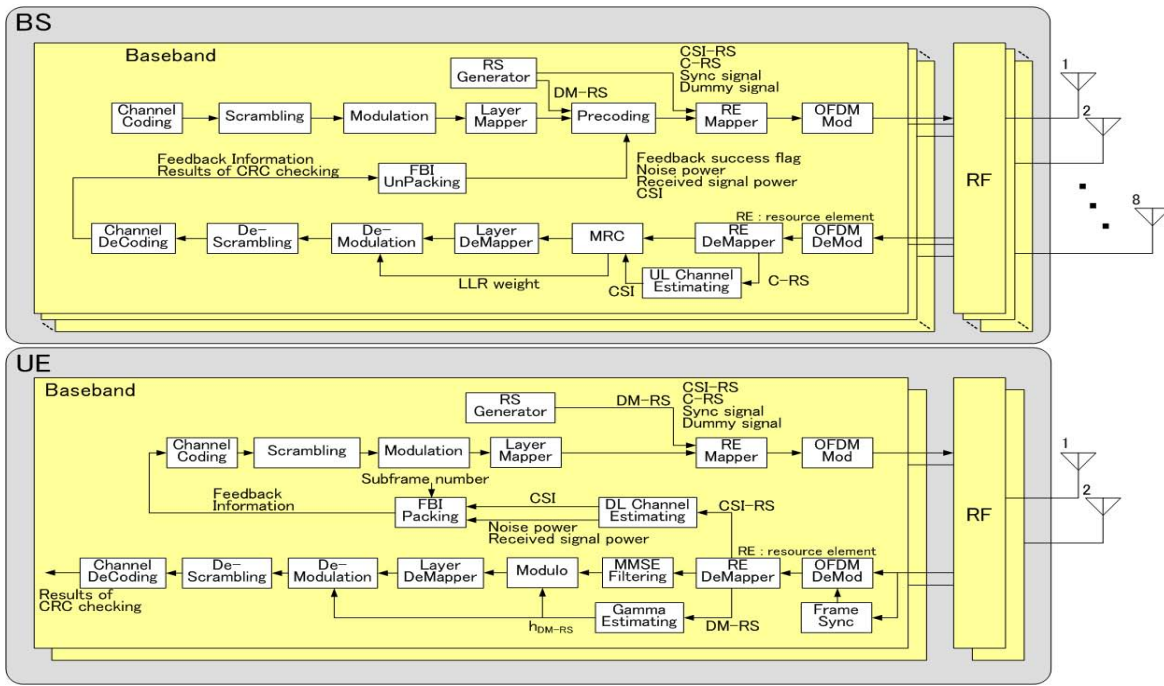 BS
Baseband
RS
Generator
CSI-RS
C-RS
Sync signal
Dummy signal
DM-RS
Channel
Coding
Scrambling
Modulation
Layer
Mapper
Precoding
RE
Mapper
OFDM
Mod
Feedback Information
Results of CRC checking
FBI
UnPacking
Feedback success flag
Noise power
Received signal power
CSI
RE : resource element
Channel
DeCoding
De-
Scrambling
De-
Modulation
Layer
DeMapper
MRC
RE
DeMapper
OFDM
DeMod
LLR weight
CSI
UL Channel
Estimating
C-RS
RF
1
2
8
UE
Baseband
RS
Generator
DM-RS
CSI-RS
C-RS
Sync signal
Dummy signal
Channel
Coding
Scrambling
Modulation
Layer
Mapper
RE
Mapper
OFDM
Mod
Subframe number
Feedback
Information
FBI
Packing
CSI
Noise power
Received signal power
DL Channel
Estimating
CSI-RS
RE : resource element
Channel
DeCoding
De-
Scrambling
De-
Modulation
Layer
DeMapper
Modulo
MMSE
Filtering
RE
DeMapper
OFDM
DeMod
Results of
CRC checking
hDM-RS
Gamma
Estimating
DM-RS
Frame
Sync
RF
1
2